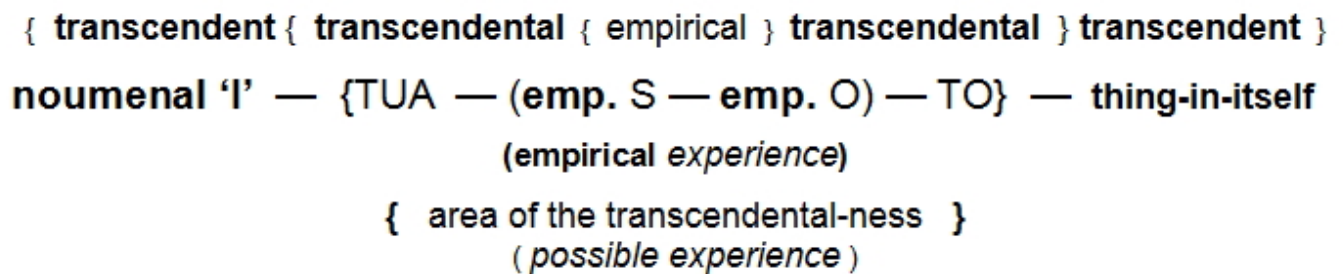 { transcendent { transcendental { empirical } transcendental } transcendent }
noumenal ‘I’ — {TUA — (emp. S — emp. O) — TO} — thing-in-itself
(empirical experience)
{ area of the transcendental-ness }
( possible experience )